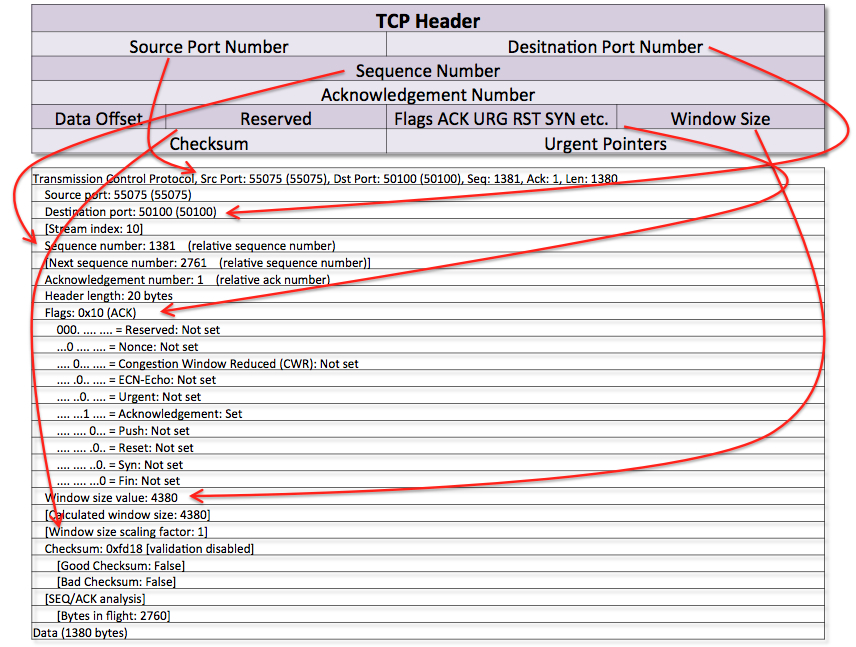 TCP Header
Source Port Number Desitnation Port Number
Sequence Number
Acknowledgement Number
Data Offset Reserved Flags ACK URG RST SYN etc. Window Size
Checksum Urgent Pointers
Transmission Control Protocol, Src Port: 55075 (55075), Dst Port: 50100 (50100), Seq: 1381, Ack: 1, Len: 1380
Source port: 55075 (55075)
Destination port: 50100 (50100)
[Stream index: 10]
Sequence number: 1381 (relative sequence number)
[Next sequence number: 2761 (relative sequence number)]
Acknowledgement number: 1 (relative ack number)
Header length: 20 bytes
Flags: 0x10 (ACK)
000. .... .... = Reserved: Not set
...0 .... .... = Nonce: Not set
.... 0... .... = Congestion Window Reduced (CWR): Not set
.... .0.. .... = ECN-Echo: Not set
.... ..0. .... = Urgent: Not set
.... ...1 .... = Acknowledgement: Set
.... .... 0... = Push: Not set
.... .... .0.. = Reset: Not set
.... .... ..0. = Syn: Not set
.... .... ...0 = Fin: Not set
Window size value: 4380
[Calculated window size: 4380]
[Window size scaling factor: 1]
Checksum: 0xfd18 [validation disabled]
[Good Checksum: False]
[Bad Checksum: False]
[SEQ/ACK analysis]
[Bytes in flight: 2760]
Data (1380 bytes)